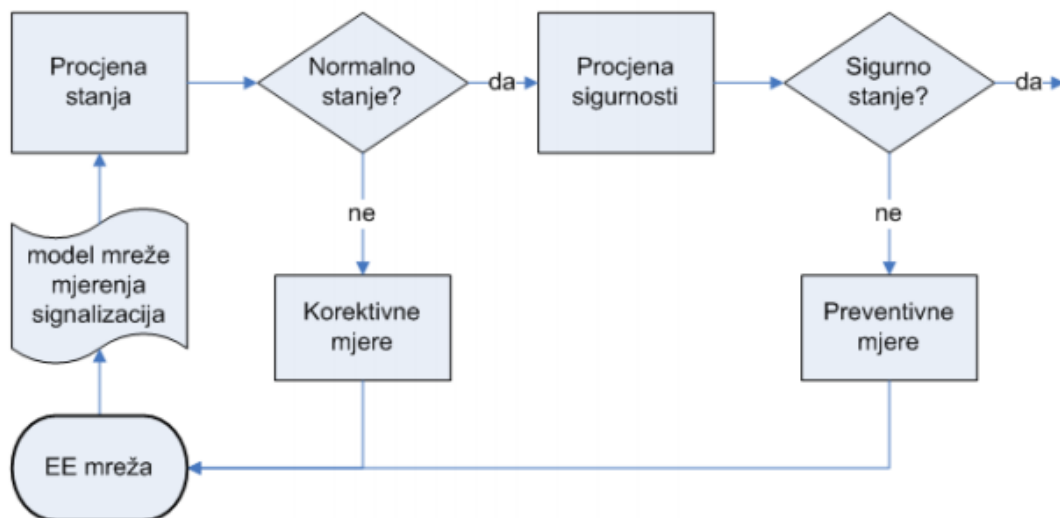 Procjena
stanja
Normalno
stanje?
da
Procjena
sigurnosti
Sigurno
stanje?
da
ne
ne
model mreže
mjerenja
signalizacija
Korektivne
mjere
Preventivne
mjere
EE mreža